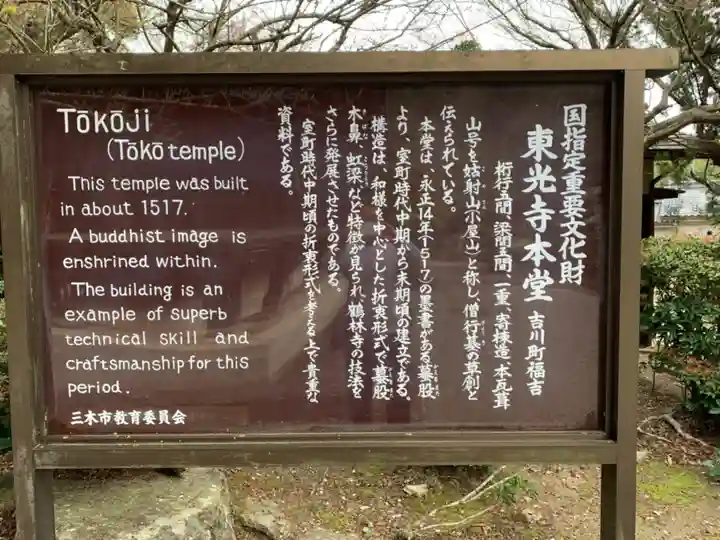 国指定重要文化財
東光寺本堂 吉川町福吉
桁行五間、梁間五間、一重、寄棟造、本瓦葺
山号を姑射山(小屋山)と称し、僧行基の草創と
伝えられている。
本堂は、永正14年(1517)の墨書がある蟇股
より、室町時代中期から末期頃の建立である。
構造は、和様を中心とした折衷形式で蟇股
木鼻、虹梁など特徴が見られ、鶴林寺の技法を
さらに発展させたものである。
室町時代中期頃の折衷形式を考える上で貴重な
資料である。
TōKōJi
(Tōkō temple)
This temple was built
in about 1517.
A buddhist image is
enshrined within.
The building is an
example of superb
technical skill and
craftsmanship for this
period.
三木市教育委員会